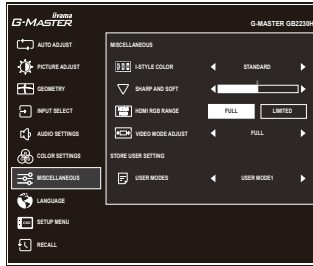 iiyama
G-MASTER
G-MASTER GB2230H
AUTO ADJUST
PICTURE ADJUST
GEOMETRY
INPUT SELECT
AUDIO SETTINGS
COLOR SETTINGS
MISCELLANEOUS
LANGUAGE
SETUP MENU
RECALL
MISCELLANEOUS
I-STYLE COLOR STANDARD
SHARP AND SOFT
HDMI RGB RANGE FULL LIMITED
VIDEO MODE ADJUST FULL
STORE USER SETTING
USER MODES USER MODE1